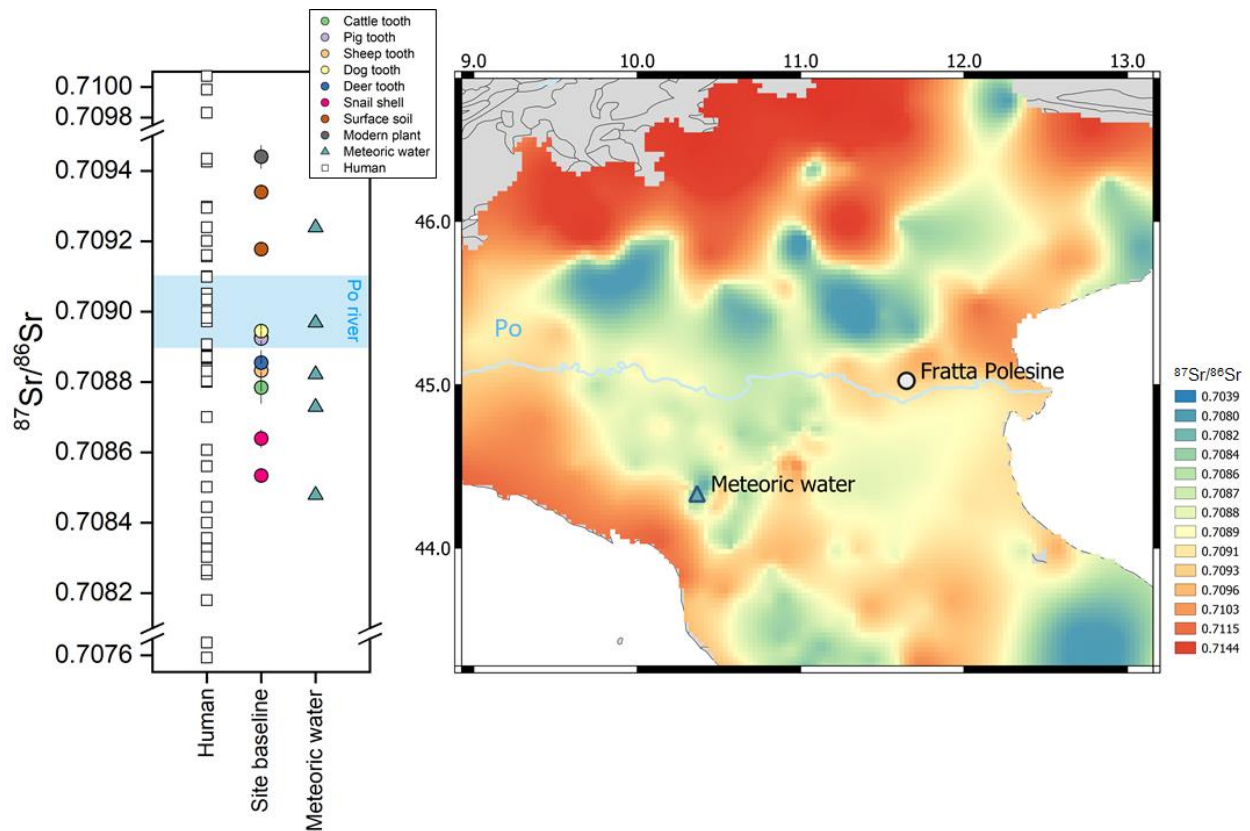 Cattle tooth
Pig tooth
Sheep tooth
Dog tooth
Deer tooth
Snail shell
Surface soil
Modern plant
Meteoric water
Human
⁸⁷Sr/⁸⁶Sr
0.7100
0.7098
0.7094
0.7092
0.7090
0.7088
0.7086
0.7084
0.7082
0.7076
Po river
Human
Site baseline
Meteoric water
9.0
10.0
11.0
12.0
13.0
46.0
45.0
44.0
Po
Fratta Polesine
Meteoric water
⁸⁷Sr/⁸⁶Sr
0.7039
0.7080
0.7082
0.7084
0.7086
0.7087
0.7088
0.7089
0.7091
0.7093
0.7096
0.7103
0.7115
0.7144